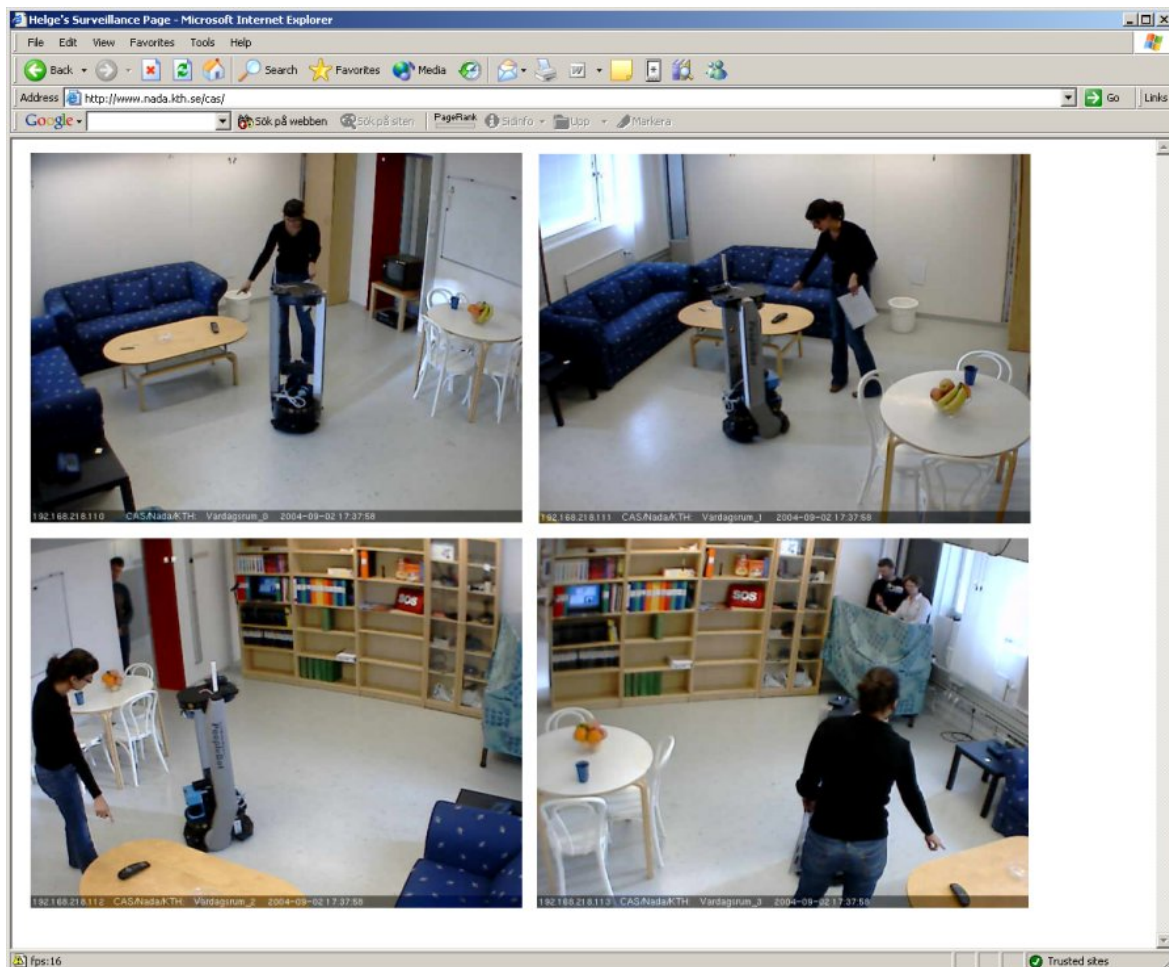 Helge's Surveillance Page - Microsoft Internet Explorer
File Edit View Favorites Tools Help
Back Search Favorites Media
Address http://www.nada.kth.se/cas/ Go Links
Google Sök på webben Sök på siten PageRank Sidinfo Upp Markera
192.168.218.110 CAS/Nada/KTH: Vardagsrum_0 2004-09-02 17:37:58
192.168.218.111 CAS/Nada/KTH: Vardagsrum_1 2004-09-02 17:37:58
SOS
PeopleBot
192.168.218.112 CAS/Nada/KTH: Vardagsrum_2 2004-09-02 17:37:58
SOS
192.168.218.113 CAS/Nada/KTH: Vardagsrum_3 2004-09-02 17:37:58
fps:16 Trusted sites